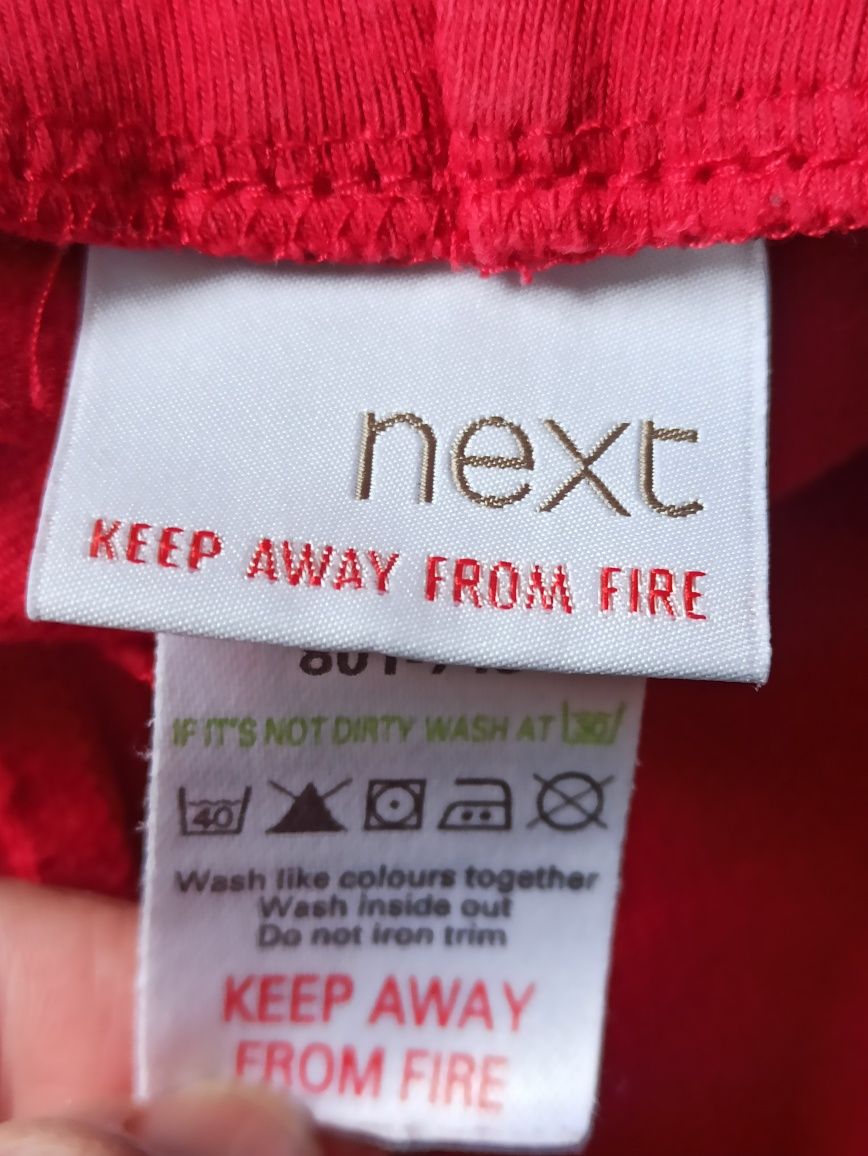 next
KEEP AWAY FROM FIRE
IF IT'S NOT DIRTY WASH AT 30
40
Wash like colours together
Wash inside out
Do not iron trim
KEEP AWAY
FROM FIRE